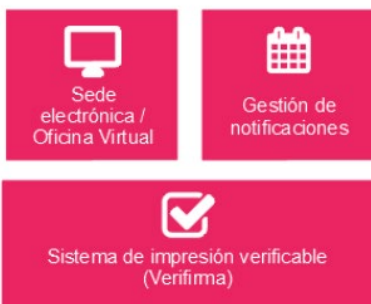 Sede
electrónica /
Oficina Virtual
Gestión de
notificaciones
Sistema de impresión verificable
(Verifirma)